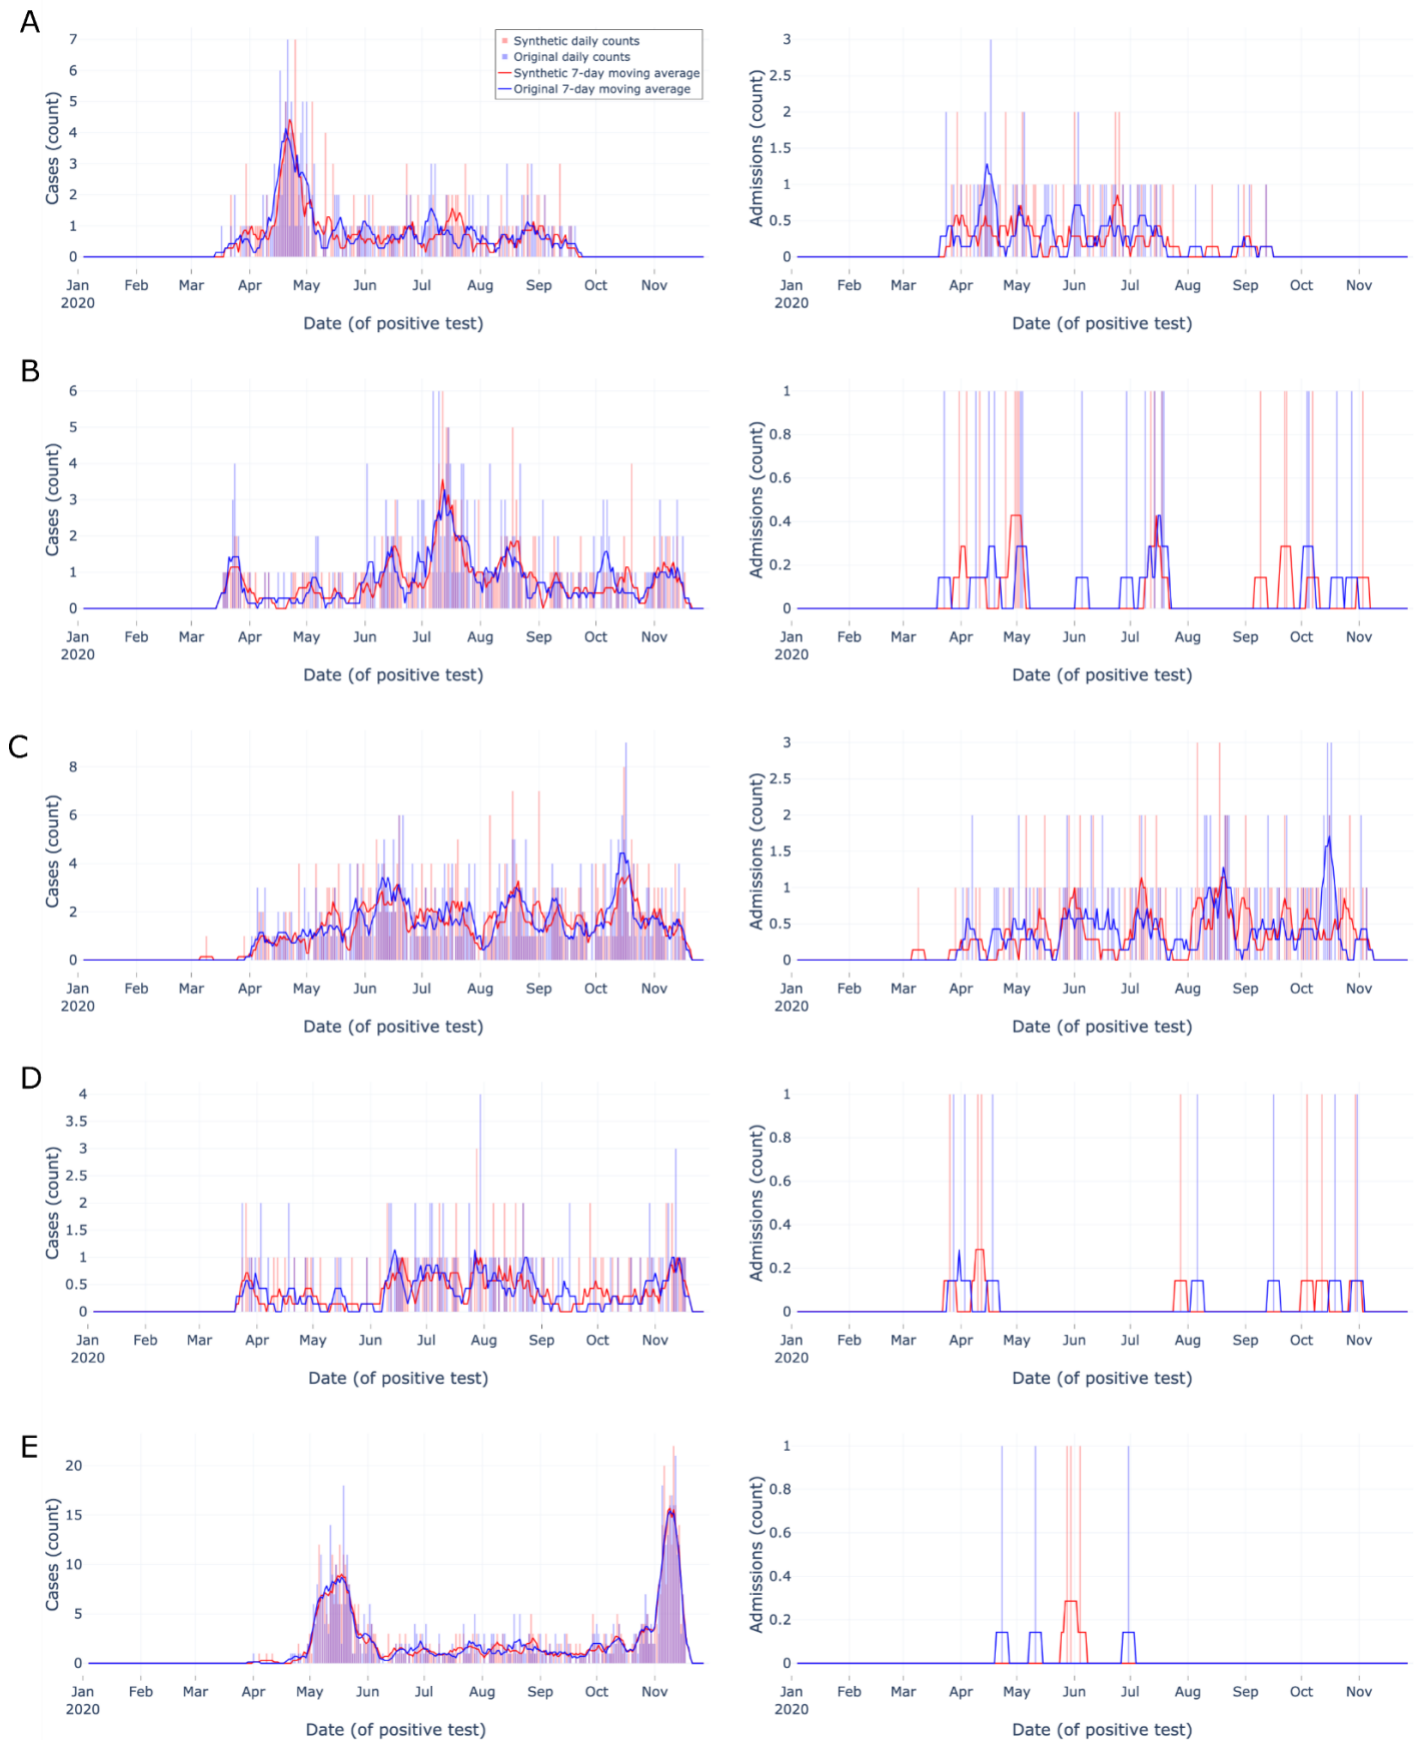 A
7
6
5
4
3
2
1
0
Cases (count)
Synthetic daily counts
Original daily counts
Synthetic 7-day moving average
Original 7-day moving average
Jan Feb Mar Apr May Jun Jul Aug Sep Oct Nov
2020
Date (of positive test)
3
2.5
2
1.5
1
0.5
0
Admissions (count)
Jan Feb Mar Apr May Jun Jul Aug Sep Oct Nov
2020
Date (of positive test)
B
6
5
4
3
2
1
0
Cases (count)
Jan Feb Mar Apr May Jun Jul Aug Sep Oct Nov
2020
Date (of positive test)
1
0.8
0.6
0.4
0.2
0
Admissions (count)
Jan Feb Mar Apr May Jun Jul Aug Sep Oct Nov
2020
Date (of positive test)
C
8
6
4
2
0
Cases (count)
Jan Feb Mar Apr May Jun Jul Aug Sep Oct Nov
2020
Date (of positive test)
3
2.5
2
1.5
1
0.5
0
Admissions (count)
Jan Feb Mar Apr May Jun Jul Aug Sep Oct Nov
2020
Date (of positive test)
D
4
3.5
3
2.5
2
1.5
1
0.5
0
Cases (count)
Jan Feb Mar Apr May Jun Jul Aug Sep Oct Nov
2020
Date (of positive test)
1
0.8
0.6
0.4
0.2
0
Admissions (count)
Jan Feb Mar Apr May Jun Jul Aug Sep Oct Nov
2020
Date (of positive test)
E
20
15
10
5
0
Cases (count)
Jan Feb Mar Apr May Jun Jul Aug Sep Oct Nov
2020
Date (of positive test)
1
0.8
0.6
0.4
0.2
0
Admissions (count)
Jan Feb Mar Apr May Jun Jul Aug Sep Oct Nov
2020
Date (of positive test)